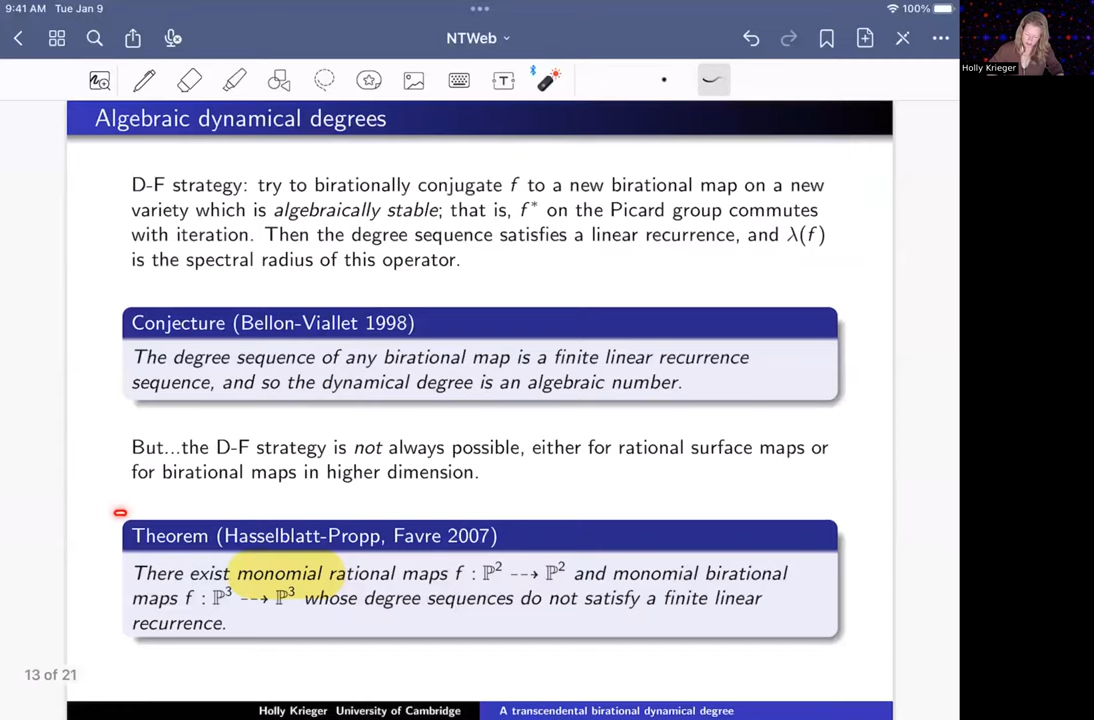 9:41 AM Tue Jan 9
100%
NTWeb
Holly Krieger
Algebraic dynamical degrees
D-F strategy: try to birationally conjugate f to a new birational map on a new
variety which is algebraically stable; that is, f* on the Picard group commutes
with iteration. Then the degree sequence satisfies a linear recurrence, and λ(f)
is the spectral radius of this operator.
Conjecture (Bellon-Viallet 1998)
The degree sequence of any birational map is a finite linear recurrence
sequence, and so the dynamical degree is an algebraic number.
But...the D-F strategy is not always possible, either for rational surface maps or
for birational maps in higher dimension.
Theorem (Hasselblatt-Propp, Favre 2007)
There exist monomial rational maps f : ℙ² ⇢ ℙ² and monomial birational
maps f : ℙ³ ⇢ ℙ³ whose degree sequences do not satisfy a finite linear
recurrence.
13 of 21
Holly Krieger University of Cambridge
A transcendental birational dynamical degree